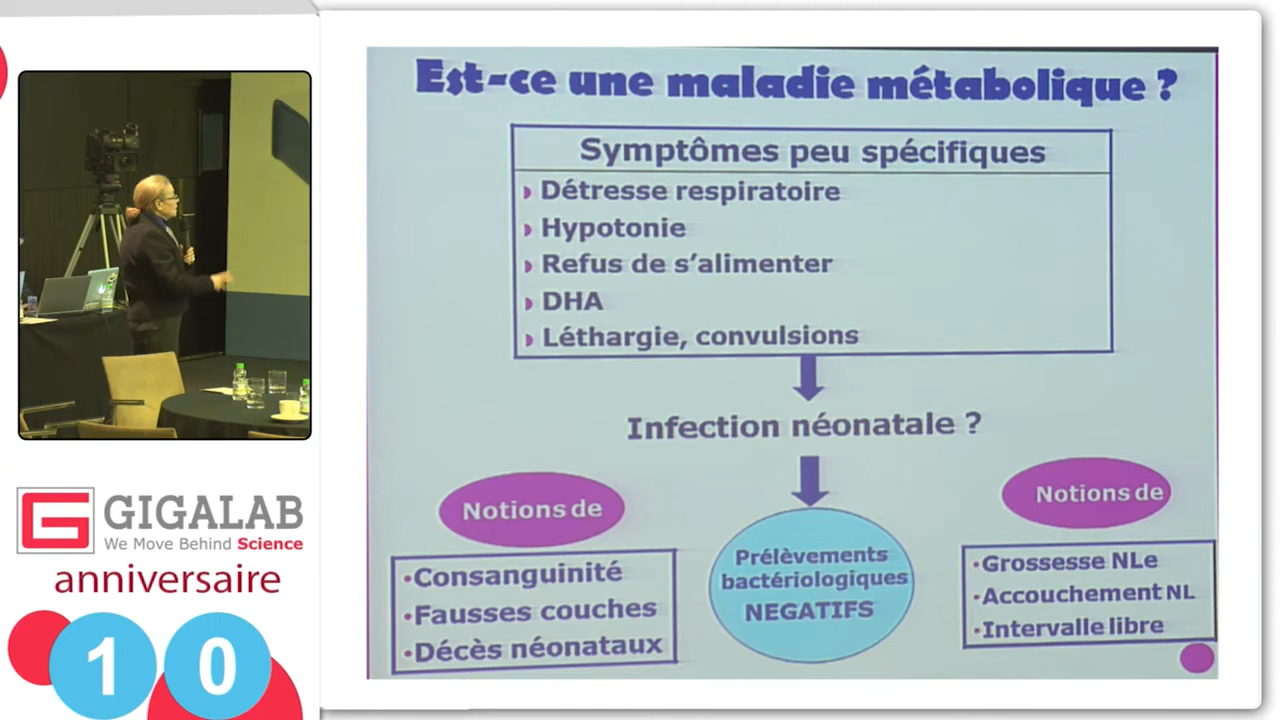 Est-ce une maladie métabolique ?
Symptômes peu spécifiques
Détresse respiratoire
Hypotonie
Refus de s'alimenter
DHA
Léthargie, convulsions
Infection néonatale ?
Notions de
•Consanguinité
•Fausses couches
•Décès néonataux
Prélèvements
bactériologiques
NEGATIFS
Notions de
•Grossesse NLe
•Accouchement NL
•Intervalle libre
G GIGALAB
We Move Behind Science
anniversaire
10